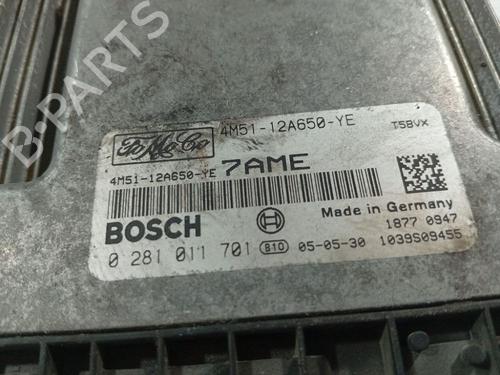 FoMoCo
4M51-12A650-YE
T5BVX
4M51-12A650-YE 7AME
BOSCH
Made in Germany
1877 0947
0 281 011 701 B10 05-05-30 1039S09455
B-PARTS